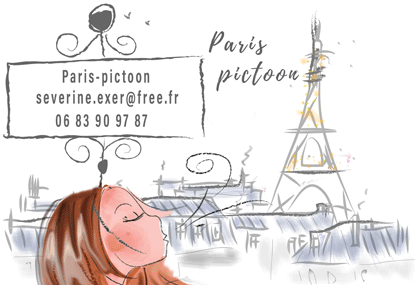 Paris-pictoon
severine.exer@free.fr
06 83 90 97 87
Paris
pictoon